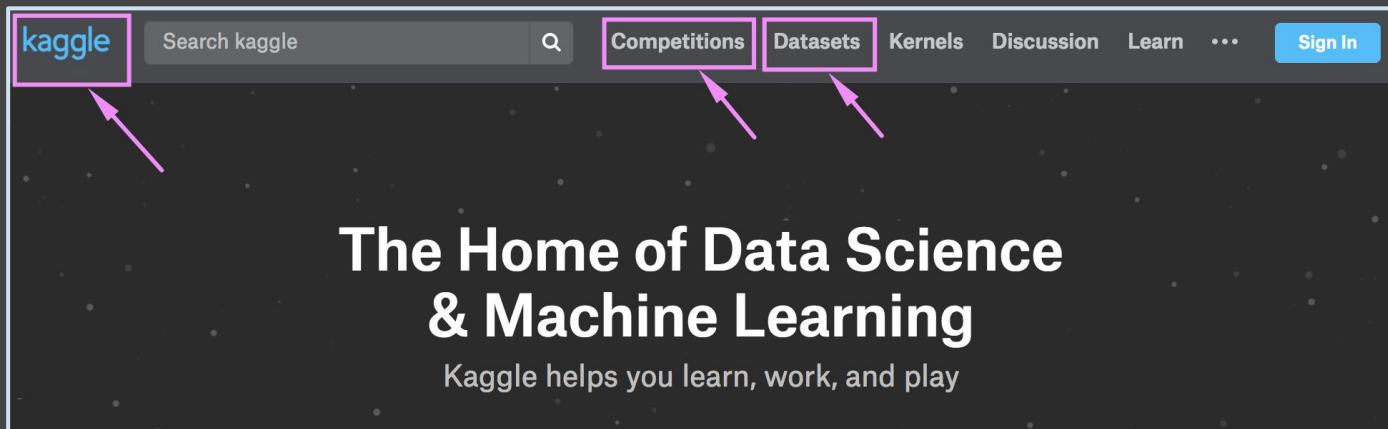 kaggle Search kaggle Competitions Datasets Kernels Discussion Learn ••• Sign In
The Home of Data Science
& Machine Learning
Kaggle helps you learn, work, and play